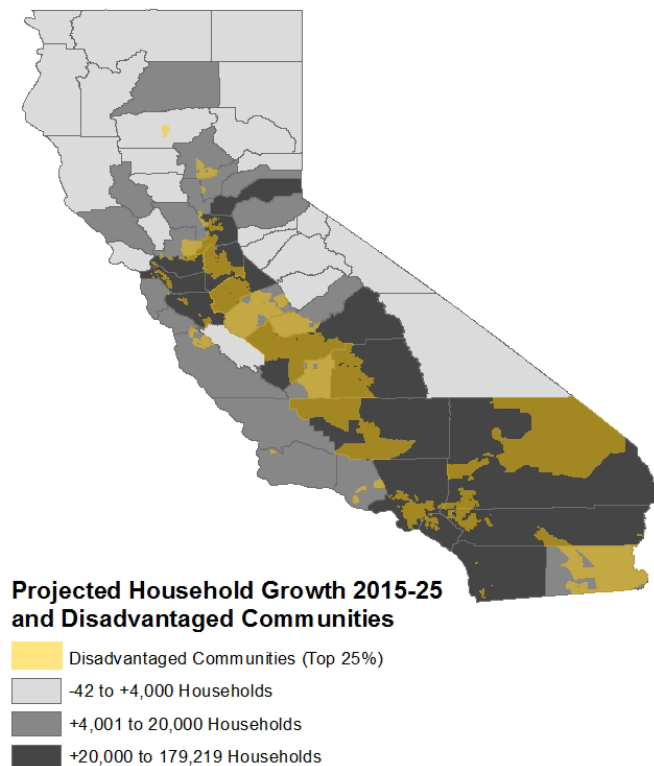 Projected Household Growth 2015-25
and Disadvantaged Communities
Disadvantaged Communities (Top 25%)
-42 to +4,000 Households
+4,001 to 20,000 Households
+20,000 to 179,219 Households